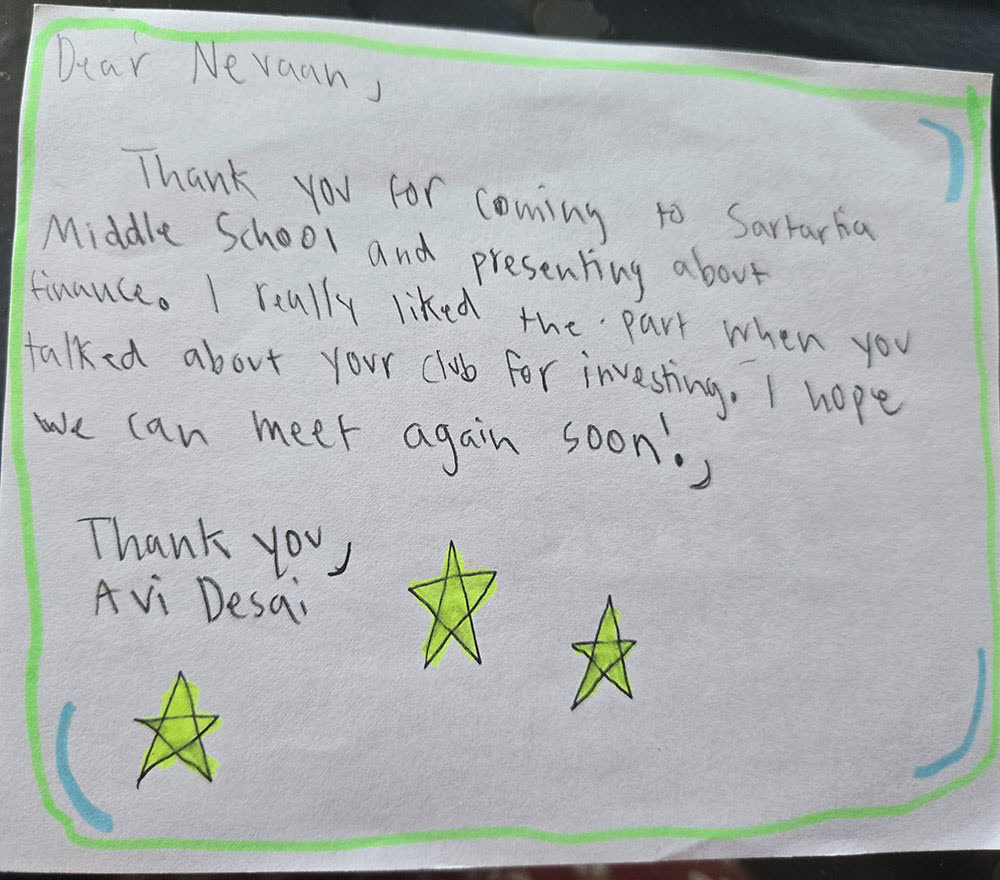 Dear Nevaan,
Thank you for coming to Sartartia
Middle School and presenting about
finance. I really liked the part when you
talked about your club for investing. I hope
we can meet again soon!,
Thank you,
Avi Desai